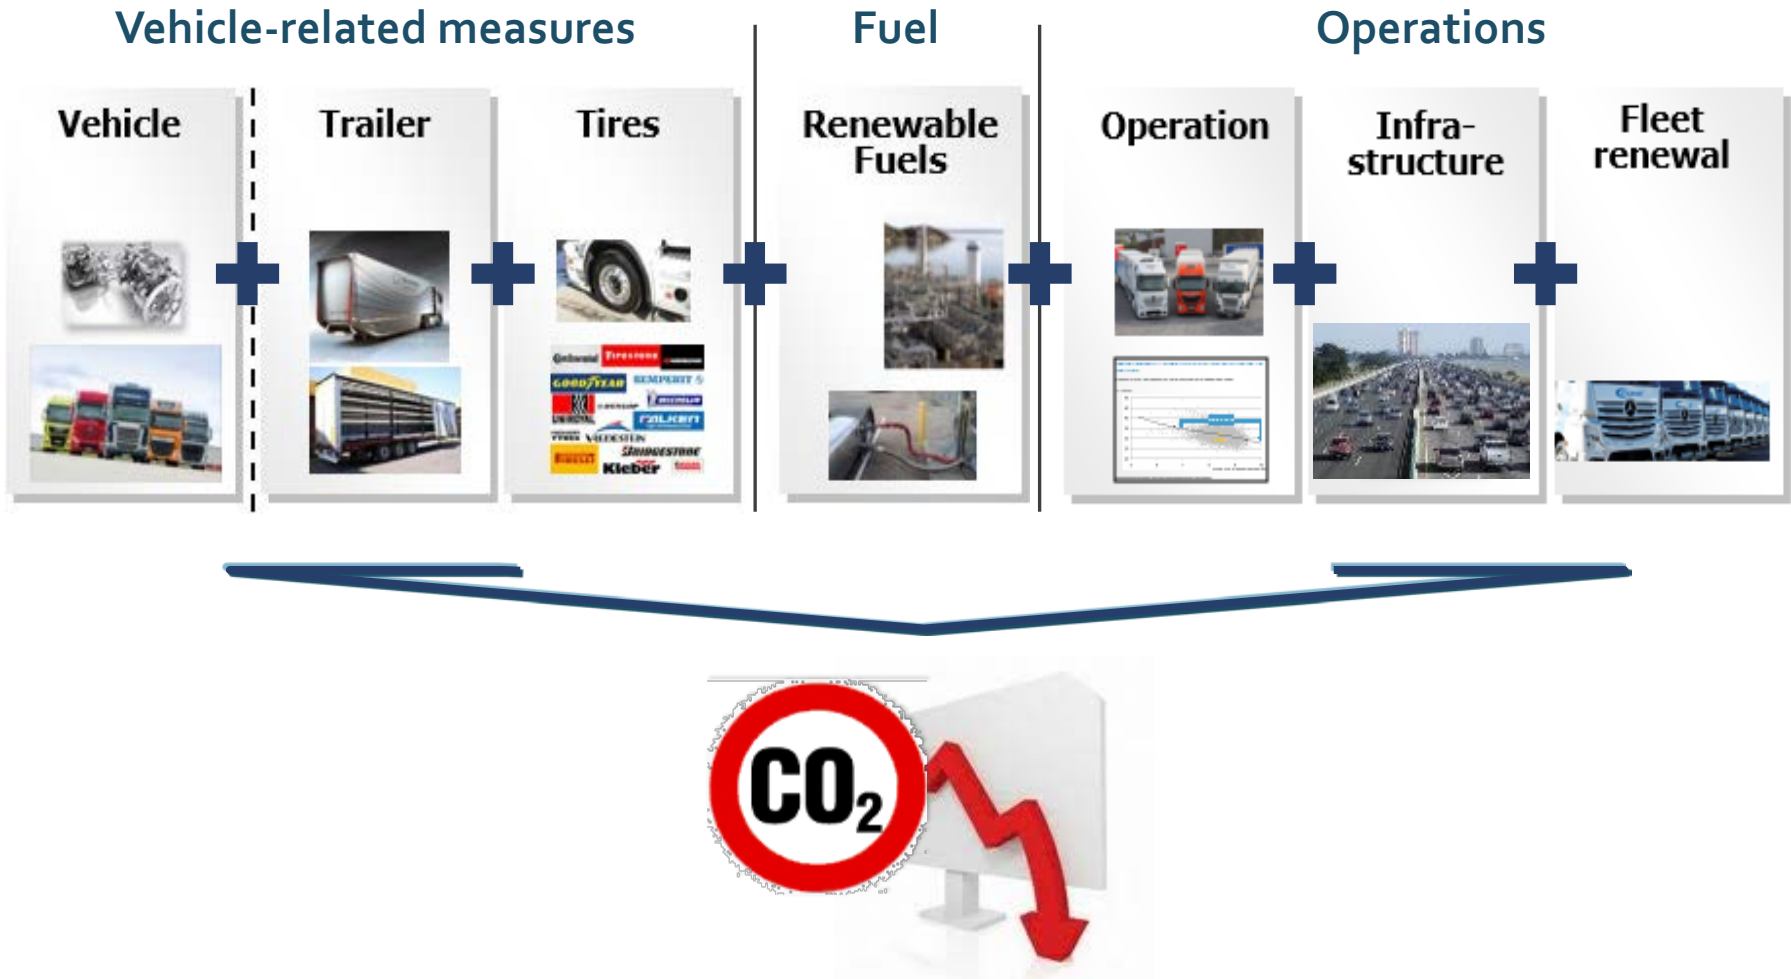 Vehicle-related measures
Fuel
Operations
Vehicle
Trailer
Tires
Renewable
Fuels
Operation
Infra-
structure
Fleet
renewal
Continental
Firestone
GOODYEAR
SEMPERIT
UNIROYAL
DUNLOP
MICHELIN
FALKEN
VREDESTEIN
BRIDGESTONE
PIRELLI
Kleber
CO2